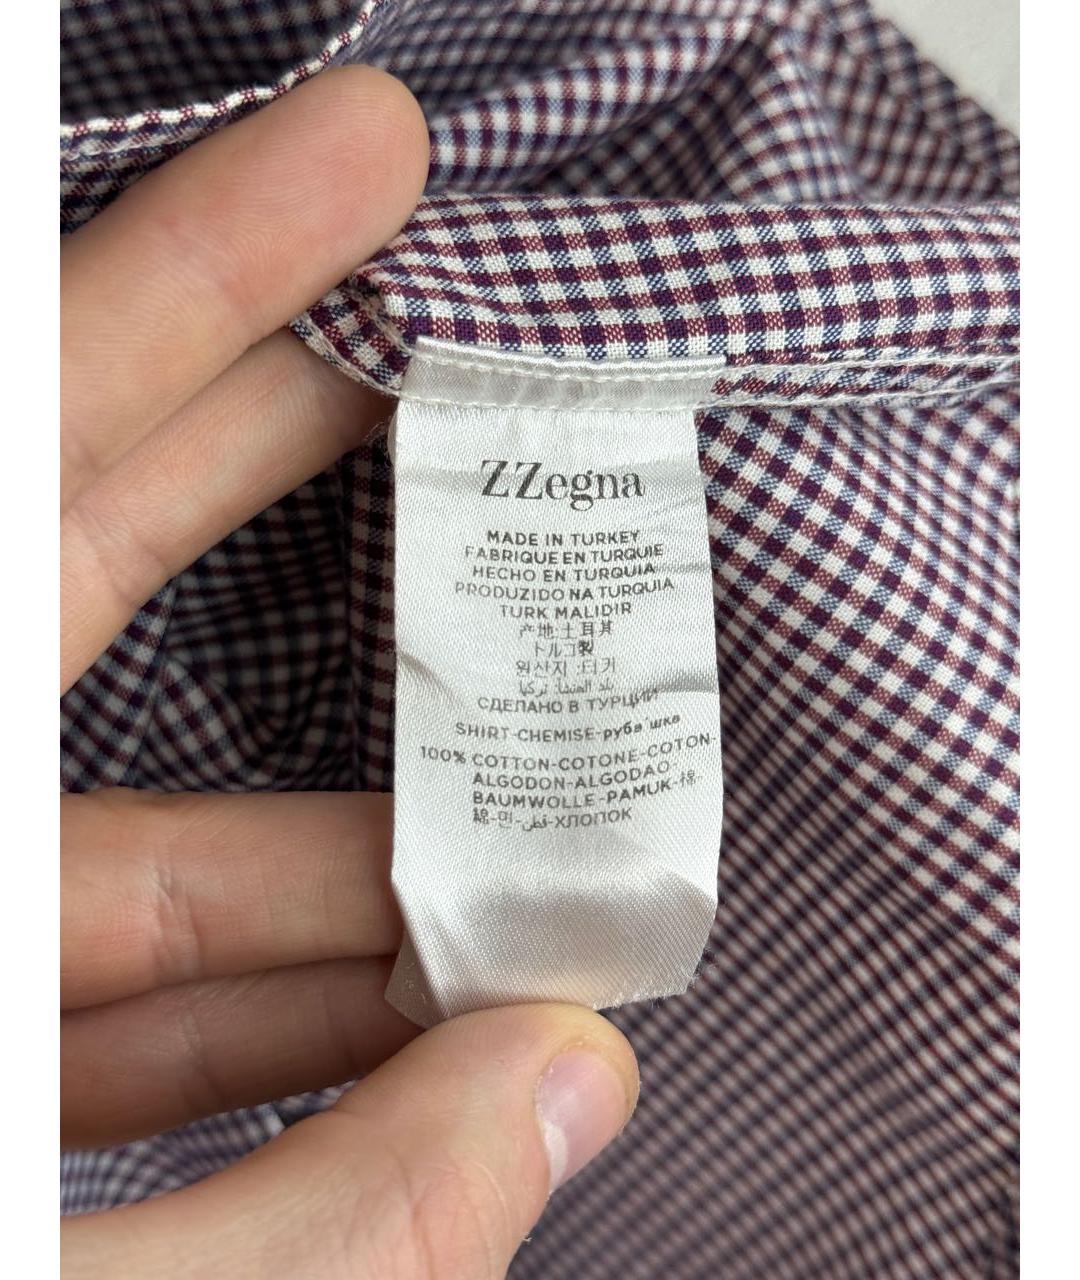 ZZegna
MADE IN TURKEY
FABRIQUE EN TURQUIE
HECHO EN TURQUIA
PRODUZIDO NA TURQUIA
TURK MALIDIR
产地:土耳其
トルコ製
원산지 :터키
بلد المنشأ: تركيا
СДЕЛАНО В ТУРЦИИ
SHIRT-CHEMISE-рубашка
100% COTTON-COTONE-COTON-
ALGODON-ALGODAO-
BAUMWOLLE-PAMUK-棉-
綿-면-قطن-ХЛОПОК